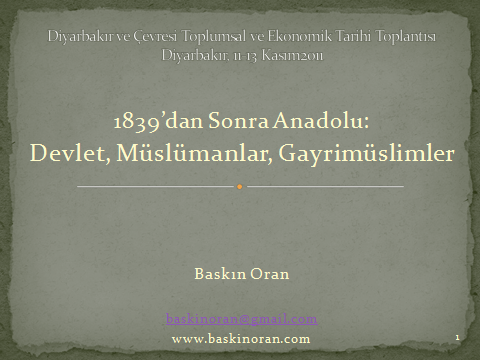 Diyarbakır ve Çevresi Toplumsal ve Ekonomik Tarihi Toplantısı
Diyarbakır, 11-13 Kasım2011
1839’dan Sonra Anadolu:
Devlet, Müslümanlar, Gayrimüslimler
Baskın Oran
baskinoran@gmail.com
www.baskinoran.com
1